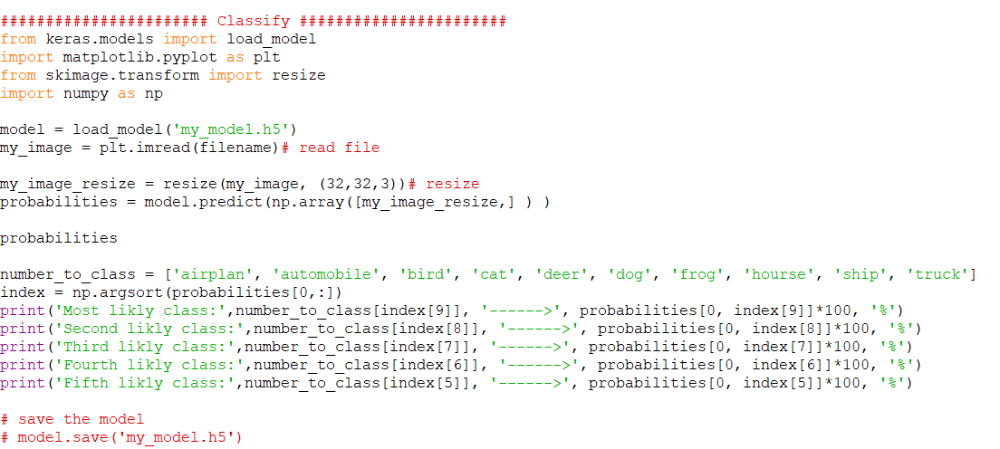 ####################### Classify #######################
from keras.models import load_model
import matplotlib.pyplot as plt
from skimage.transform import resize
import numpy as np
model = load_model('my_model.h5')
my_image = plt.imread(filename)# read file
my_image_resize = resize(my_image, (32,32,3))# resize
probabilities = model.predict(np.array([my_image_resize,] ) )
probabilities
number_to_class = ['airplan', 'automobile', 'bird', 'cat', 'deer', 'dog', 'frog', 'hourse', 'ship', 'truck']
index = np.argsort(probabilities[0,:])
print('Most likly class:',number_to_class[index[9]], '------>', probabilities[0, index[9]]*100, '%')
print('Second likly class:',number_to_class[index[8]], '------>', probabilities[0, index[8]]*100, '%')
print('Third likly class:',number_to_class[index[7]], '------>', probabilities[0, index[7]]*100, '%')
print('Fourth likly class:',number_to_class[index[6]], '------>', probabilities[0, index[6]]*100, '%')
print('Fifth likly class:',number_to_class[index[5]], '------>', probabilities[0, index[5]]*100, '%')
# save the model
# model.save('my_model.h5')